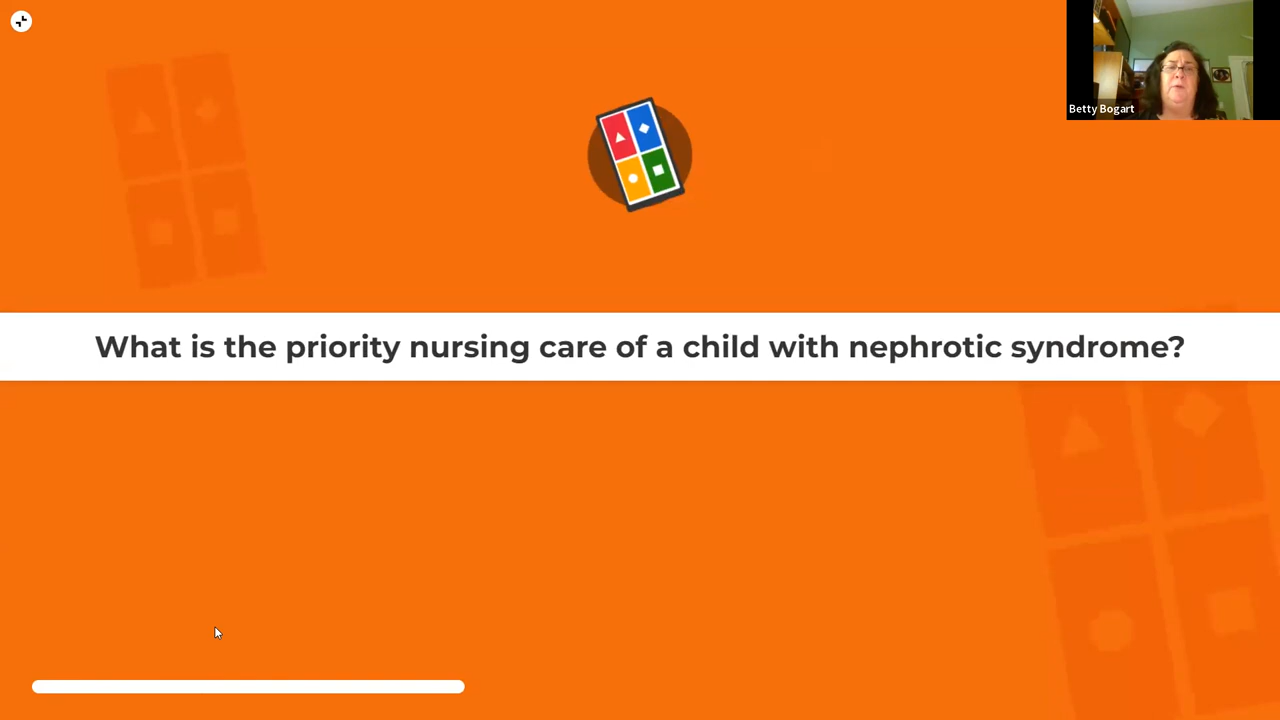 Betty Bogart
What is the priority nursing care of a child with nephrotic syndrome?